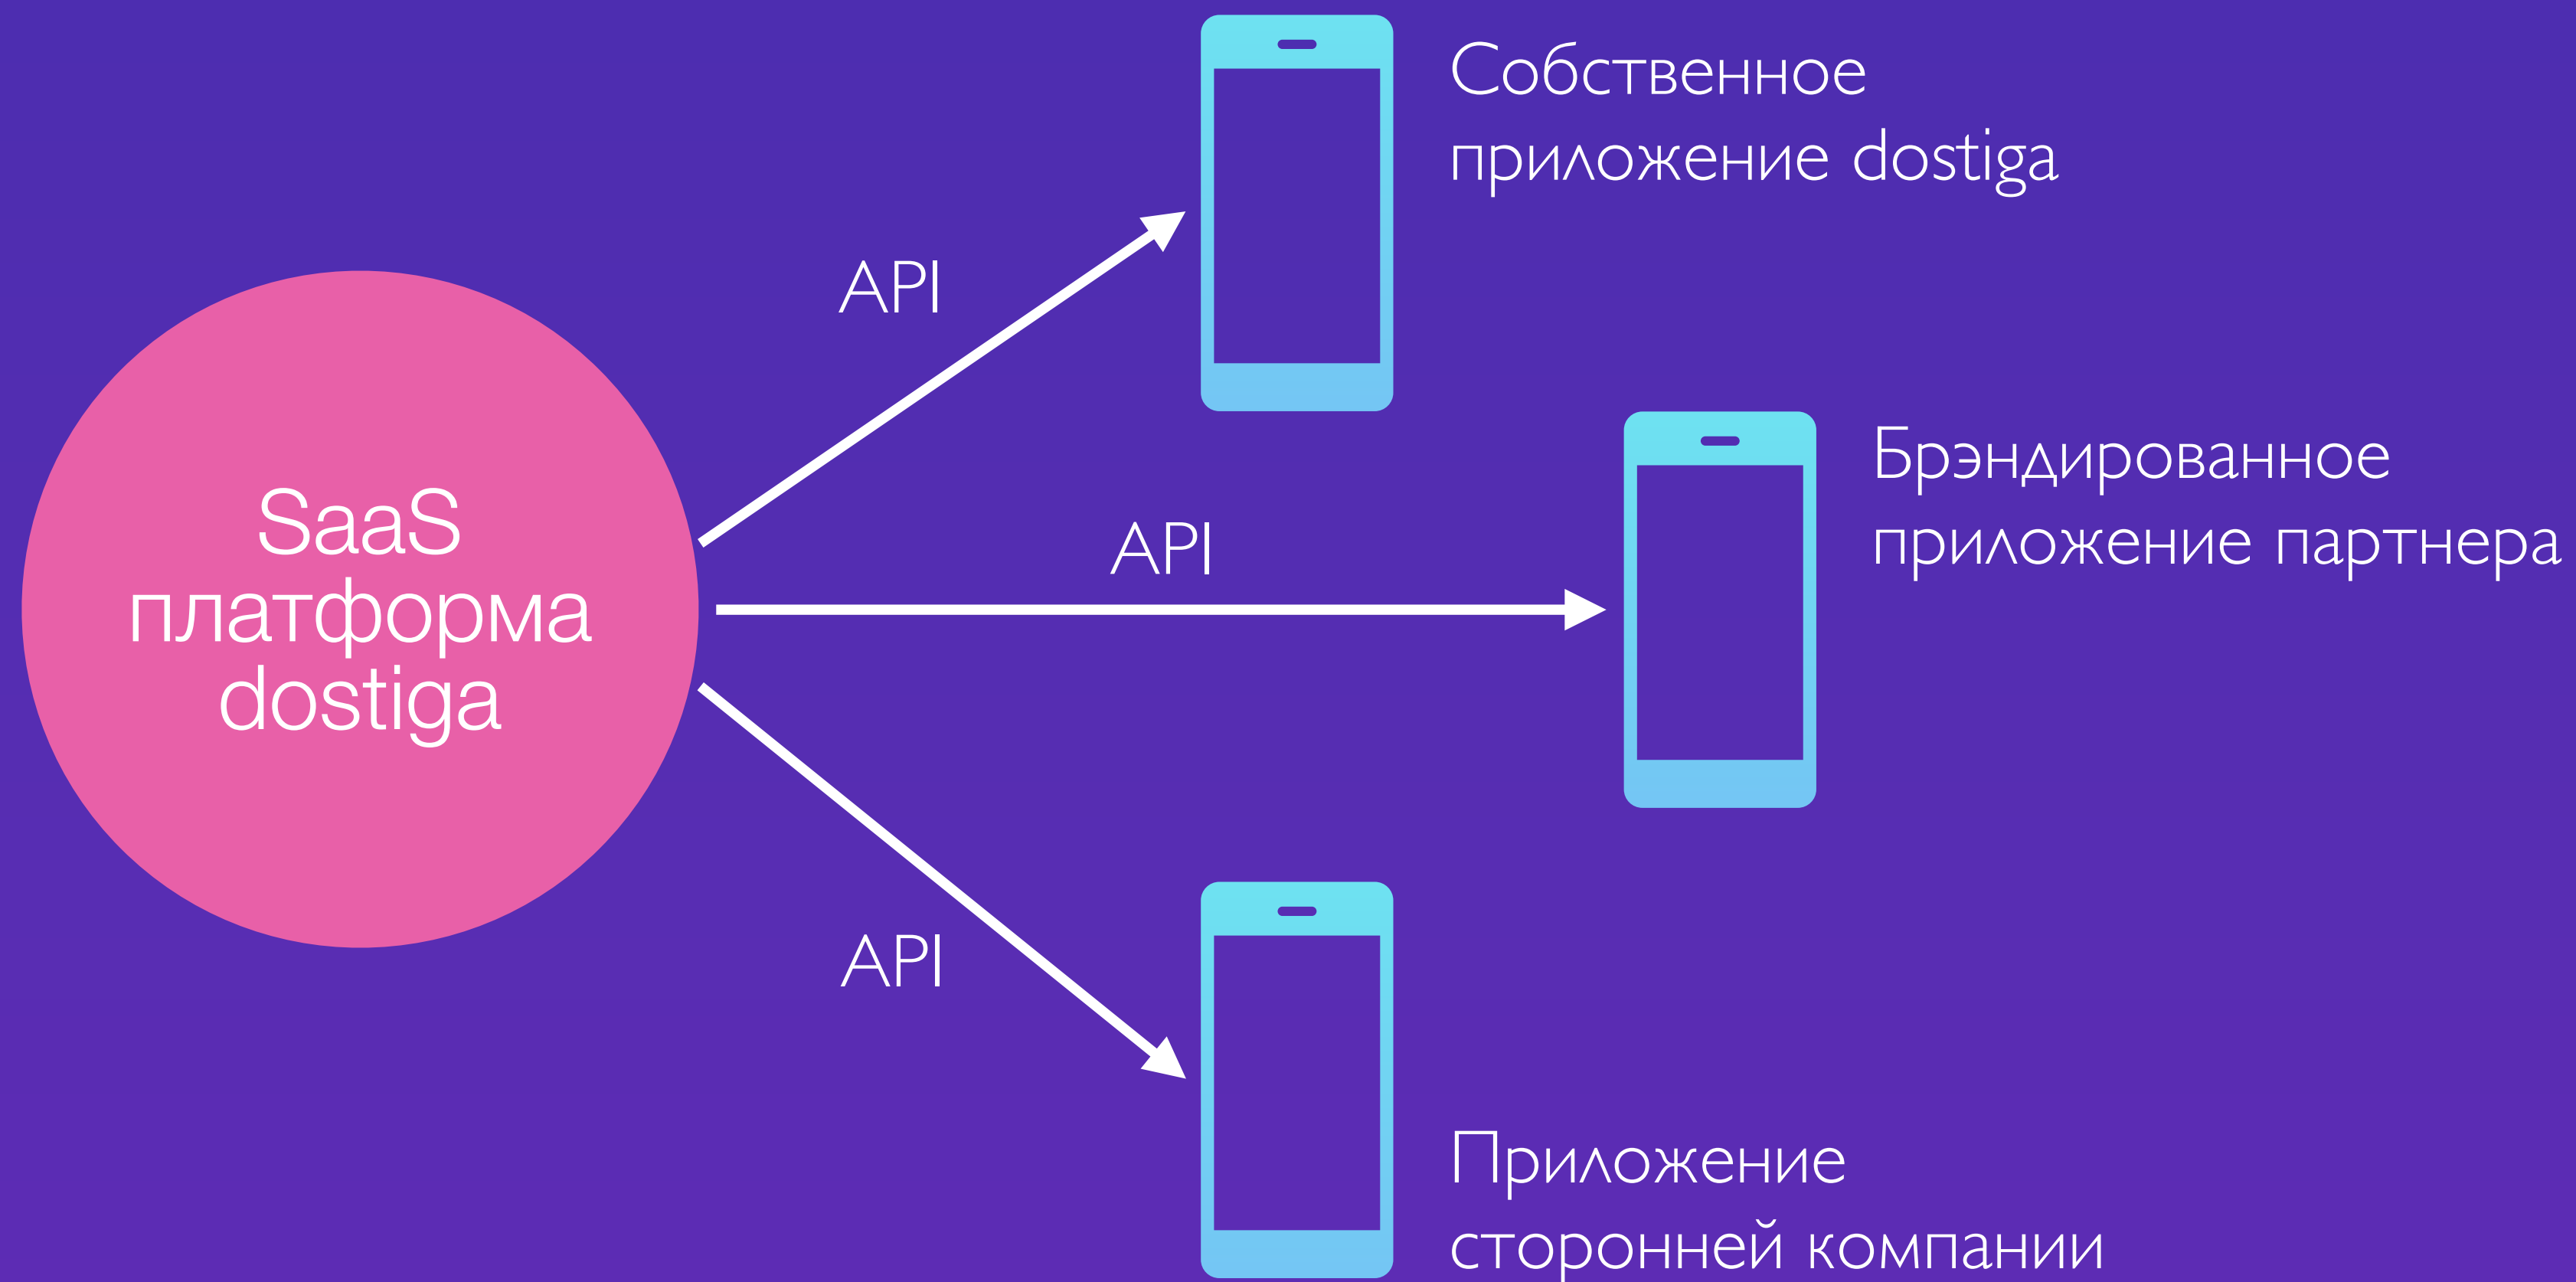 Собственное
приложение dostiga
API
Брэндированное
приложение партнера
API
SaaS
платформа
dostiga
API
Приложение
сторонней компании